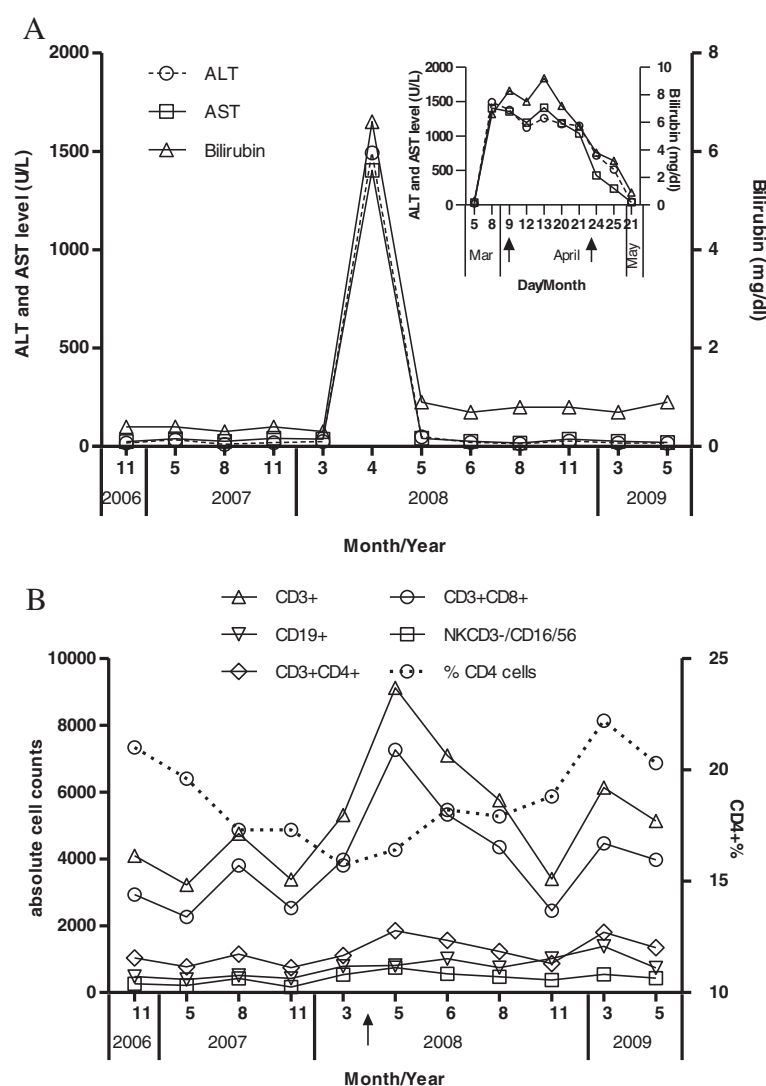 A
2000
1500
1000
500
0
ALT and AST level (U/L)
ALT
AST
Bilirubin
8
6
4
2
0
Bilirubin (mg/dl)
2000
1500
1000
500
0
ALT and AST level (U/L)
10
8
6
4
2
0
Bilirubin (mg/dl)
5 8 9 12 13 20 21 24 25 21
Mar April May
Day/Month
11 5 8 11 3 4 5 6 8 11 3 5
2006 2007 2008 2009
Month/Year
B
CD3+ CD3+CD8+
CD19+ NKCD3-/CD16/56
CD3+CD4+ % CD4 cells
10000
8000
6000
4000
2000
0
absolute cell counts
25
20
15
10
CD4+%
11 5 8 11 3 5 6 8 11 3 5
2006 2007 2008 2009
Month/Year